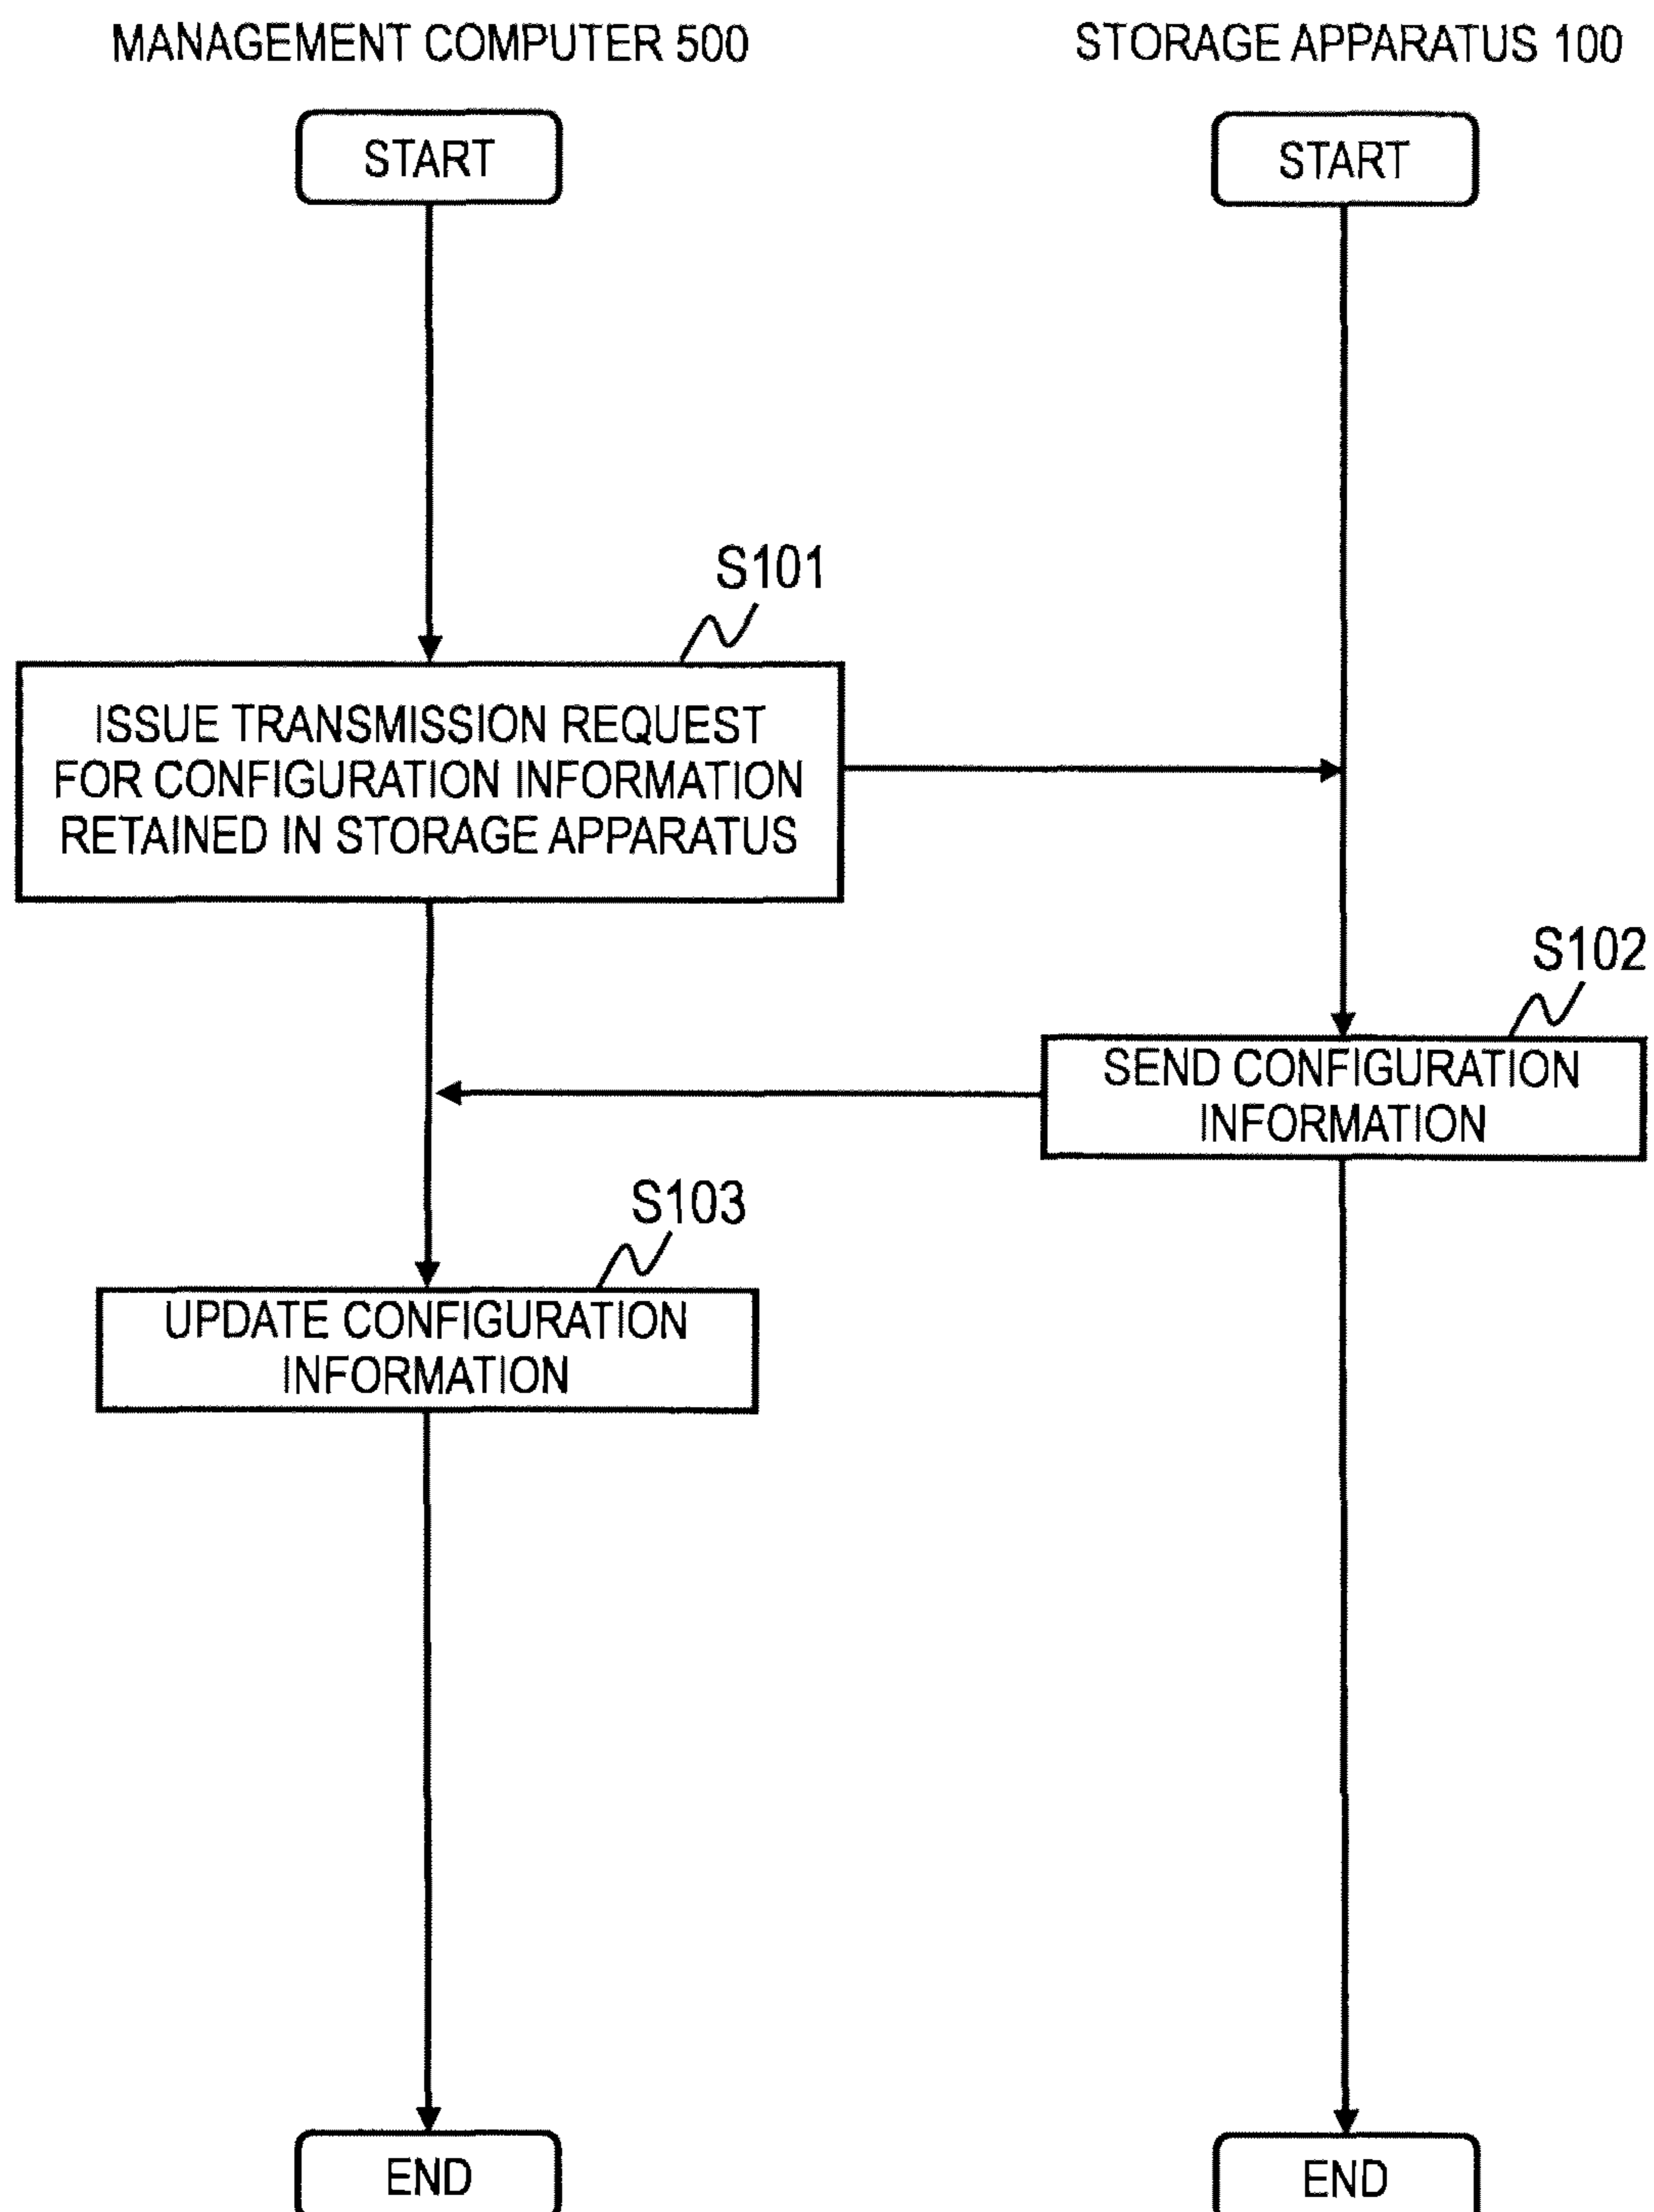 MANAGEMENT COMPUTER 500
STORAGE APPARATUS 100
START
START
S101
ISSUE TRANSMISSION REQUEST
FOR CONFIGURATION INFORMATION
RETAINED IN STORAGE APPARATUS
S102
SEND CONFIGURATION
INFORMATION
S103
UPDATE CONFIGURATION
INFORMATION
END
END